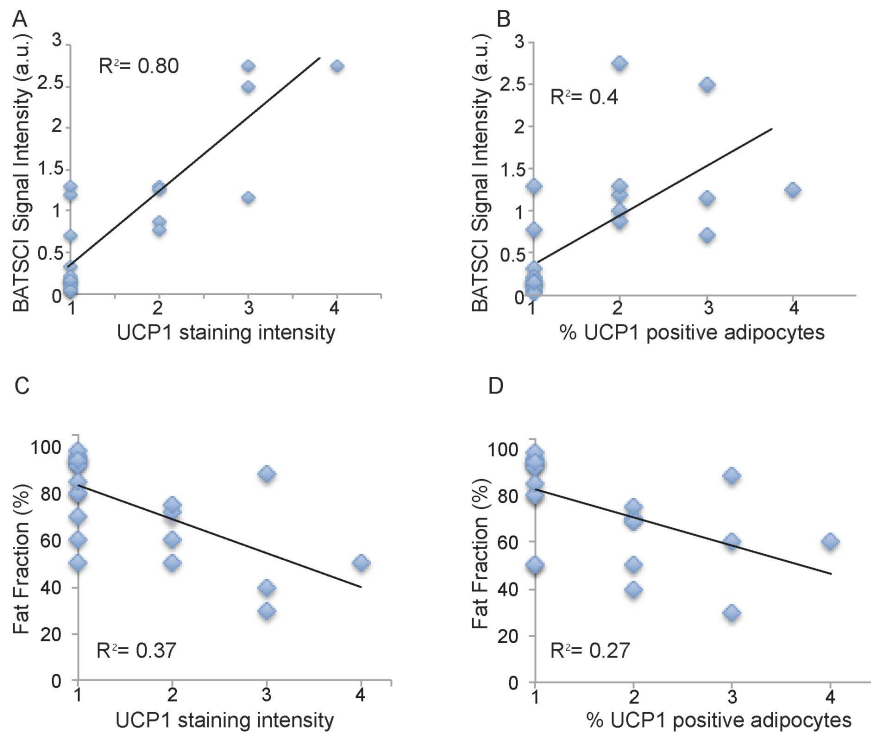 A
BATSCI Signal Intensity (a.u.)
3
2.5
2
1.5
1
0.5
0
R²= 0.80
1 2 3 4
UCP1 staining intensity
B
BATSCI Signal Intensity (a.u.)
3
2.5
2
1.5
1
0.5
0
R²= 0.4
1 2 3 4
% UCP1 positive adipocytes
C
Fat Fraction (%)
100
80
60
40
20
0
R²= 0.37
1 2 3 4
UCP1 staining intensity
D
Fat Fraction (%)
100
80
60
40
20
0
R²= 0.27
1 2 3 4
% UCP1 positive adipocytes